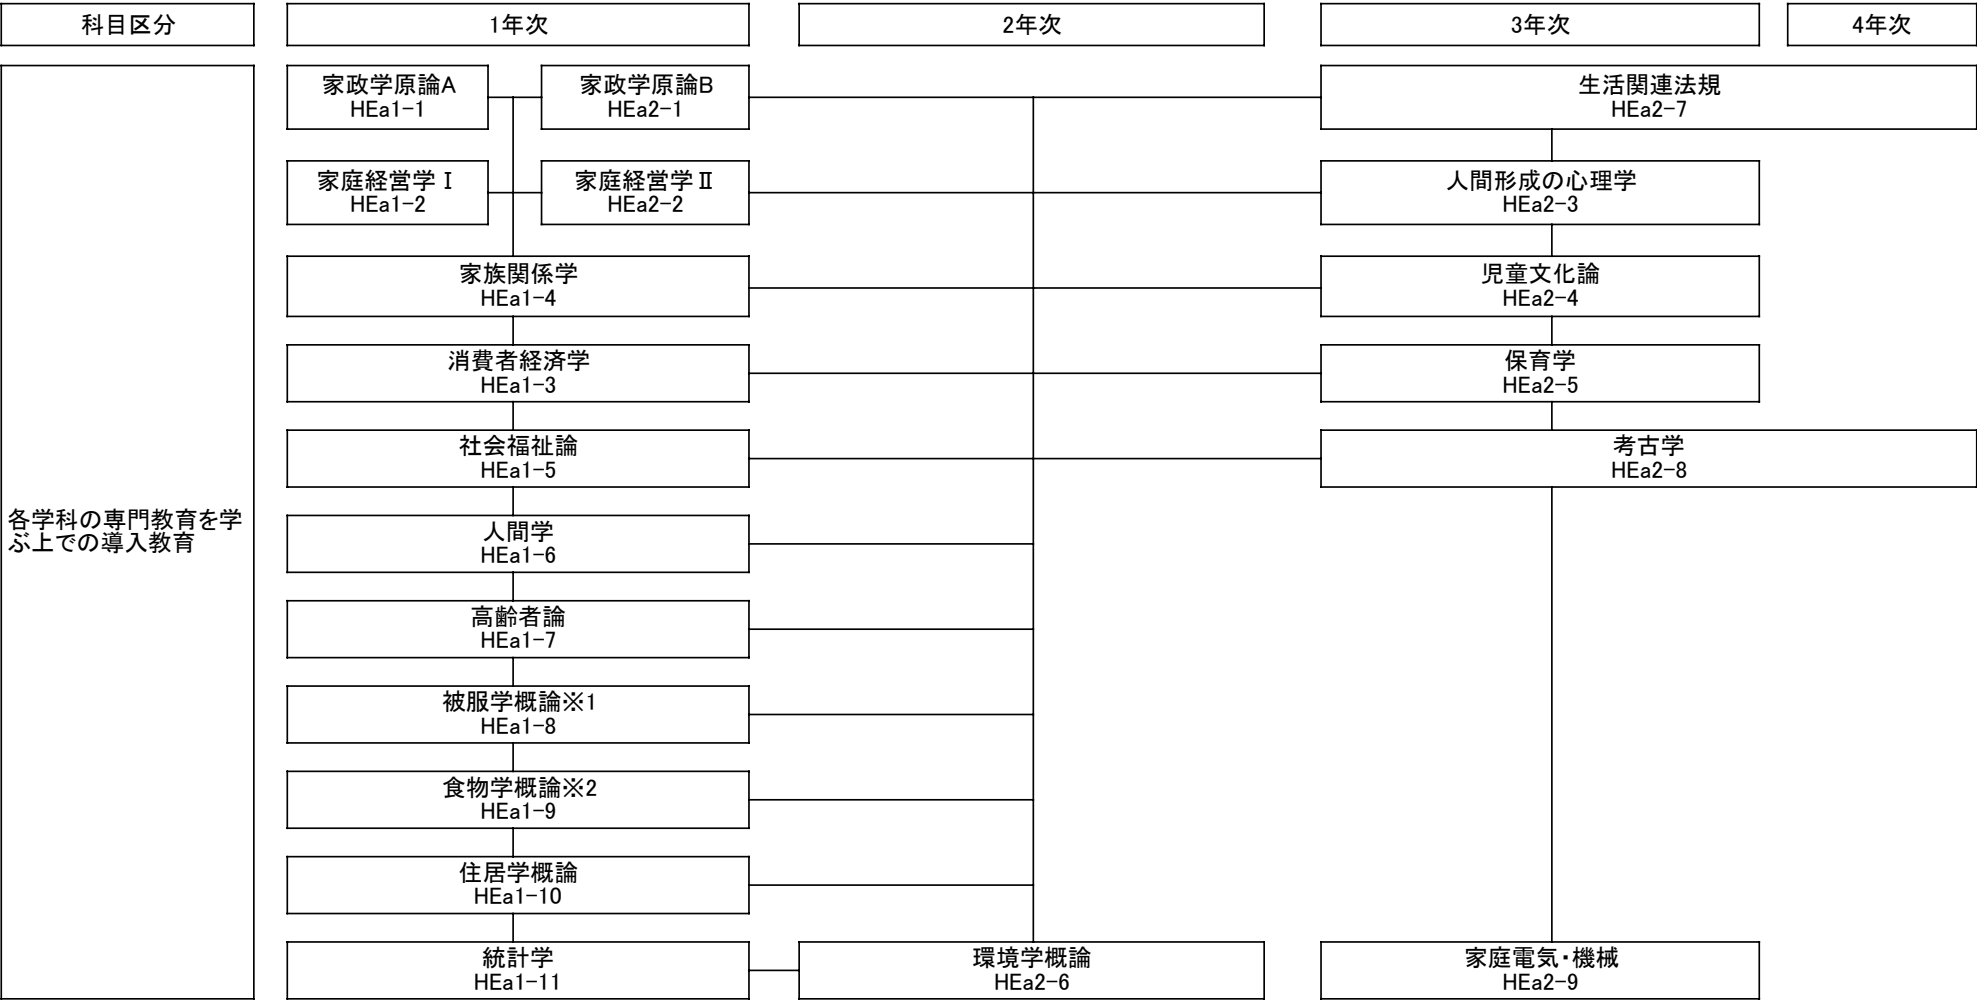 科目区分
1年次
2年次
3年次
4年次
家政学原論A
HEa1-1
家政学原論B
HEa2-1
生活関連法規
HEa2-7
家庭経営学Ⅰ
HEa1-2
家庭経営学Ⅱ
HEa2-2
人間形成の心理学
HEa2-3
家族関係学
HEa1-4
児童文化論
HEa2-4
消費者経済学
HEa1-3
保育学
HEa2-5
社会福祉論
HEa1-5
考古学
HEa2-8
各学科の専門教育を学
ぶ上での導入教育
人間学
HEa1-6
高齢者論
HEa1-7
被服学概論※1
HEa1-8
食物学概論※2
HEa1-9
住居学概論
HEa1-10
統計学
HEa1-11
環境学概論
HEa2-6
家庭電気・機械
HEa2-9